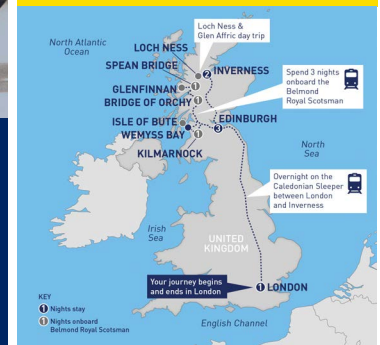 Loch Ness &
Glen Affric day trip
North Atlantic
Ocean
LOCH NESS
SPEAN BRIDGE
GLENFINNAN
BRIDGE OF ORCHY
ISLE OF BUTE
WEMYSS BAY
KILMARNOCK
1
1
1
2 INVERNESS
Spend 3 nights
onboard the
Belmond
Royal Scotsman
EDINBURGH
3
North
Sea
Overnight on the
Caledonian Sleeper
between London
and Inverness
Irish
Sea
UNITED
KINGDOM
Your journey begins
and ends in London
1 LONDON
KEY
1 Nights stay
1 Nights onboard
Belmond Royal Scotsman
English Channel